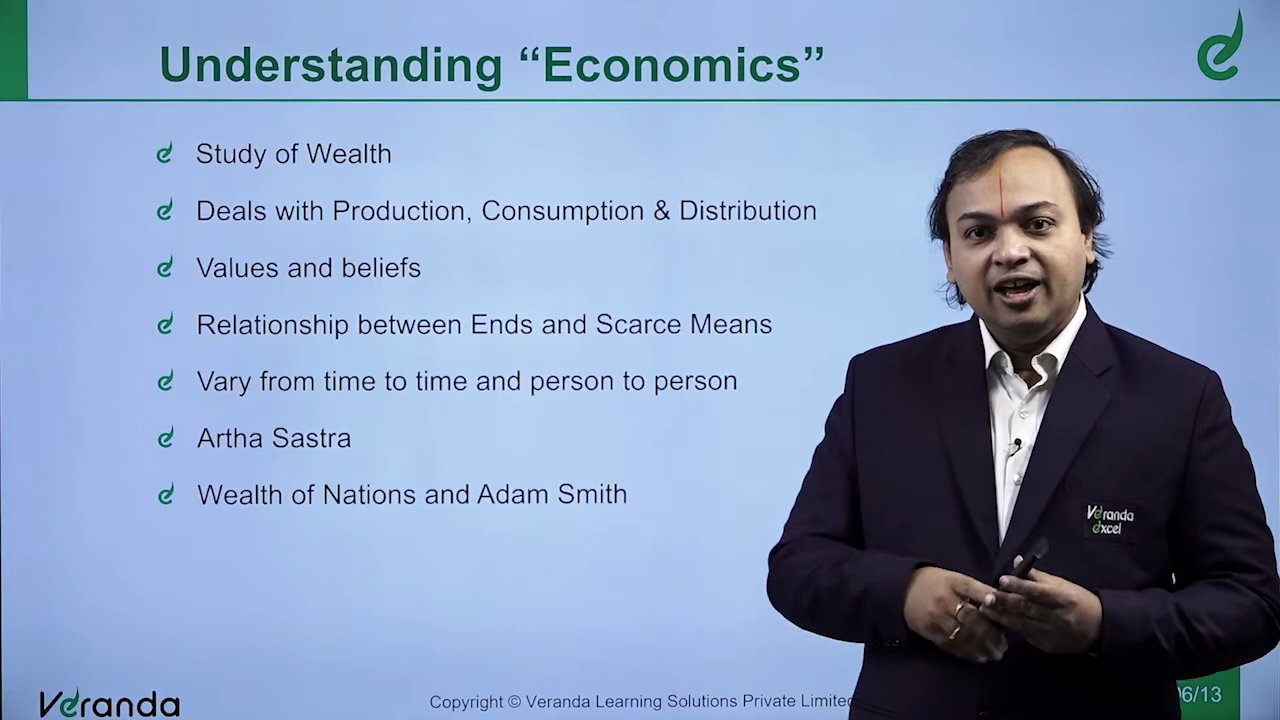 Understanding “Economics”
Study of Wealth
Deals with Production, Consumption & Distribution
Values and beliefs
Relationship between Ends and Scarce Means
Vary from time to time and person to person
Artha Sastra
Wealth of Nations and Adam Smith
Veranda
excel
Veranda
Copyright © Veranda Learning Solutions Private Limited
06/13